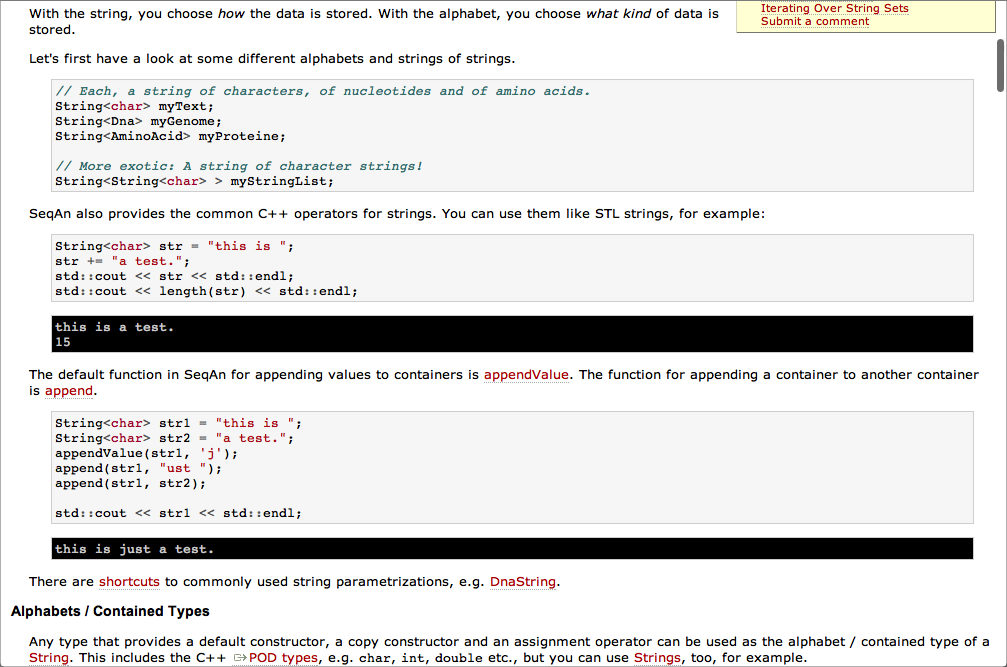 With the string, you choose how the data is stored. With the alphabet, you choose what kind of data is
stored.
Iterating Over String Sets
Submit a comment
Let's first have a look at some different alphabets and strings of strings.
// Each, a string of characters, of nucleotides and of amino acids.
String<char> myText;
String<Dna> myGenome;
String<AminoAcid> myProteine;
// More exotic: A string of character strings!
String<String<char> > myStringList;
SeqAn also provides the common C++ operators for strings. You can use them like STL strings, for example:
String<char> str = "this is ";
str += "a test.";
std::cout << str << std::endl;
std::cout << length(str) << std::endl;
this is a test.
15
The default function in SeqAn for appending values to containers is appendValue. The function for appending a container to another container
is append.
String<char> str1 = "this is ";
String<char> str2 = "a test.";
appendValue(str1, 'j');
append(str1, "ust ");
append(str1, str2);
std::cout << str1 << std::endl;
this is just a test.
There are shortcuts to commonly used string parametrizations, e.g. DnaString.
Alphabets / Contained Types
Any type that provides a default constructor, a copy constructor and an assignment operator can be used as the alphabet / contained type of a
String. This includes the C++ POD types, e.g. char, int, double etc., but you can use Strings, too, for example.